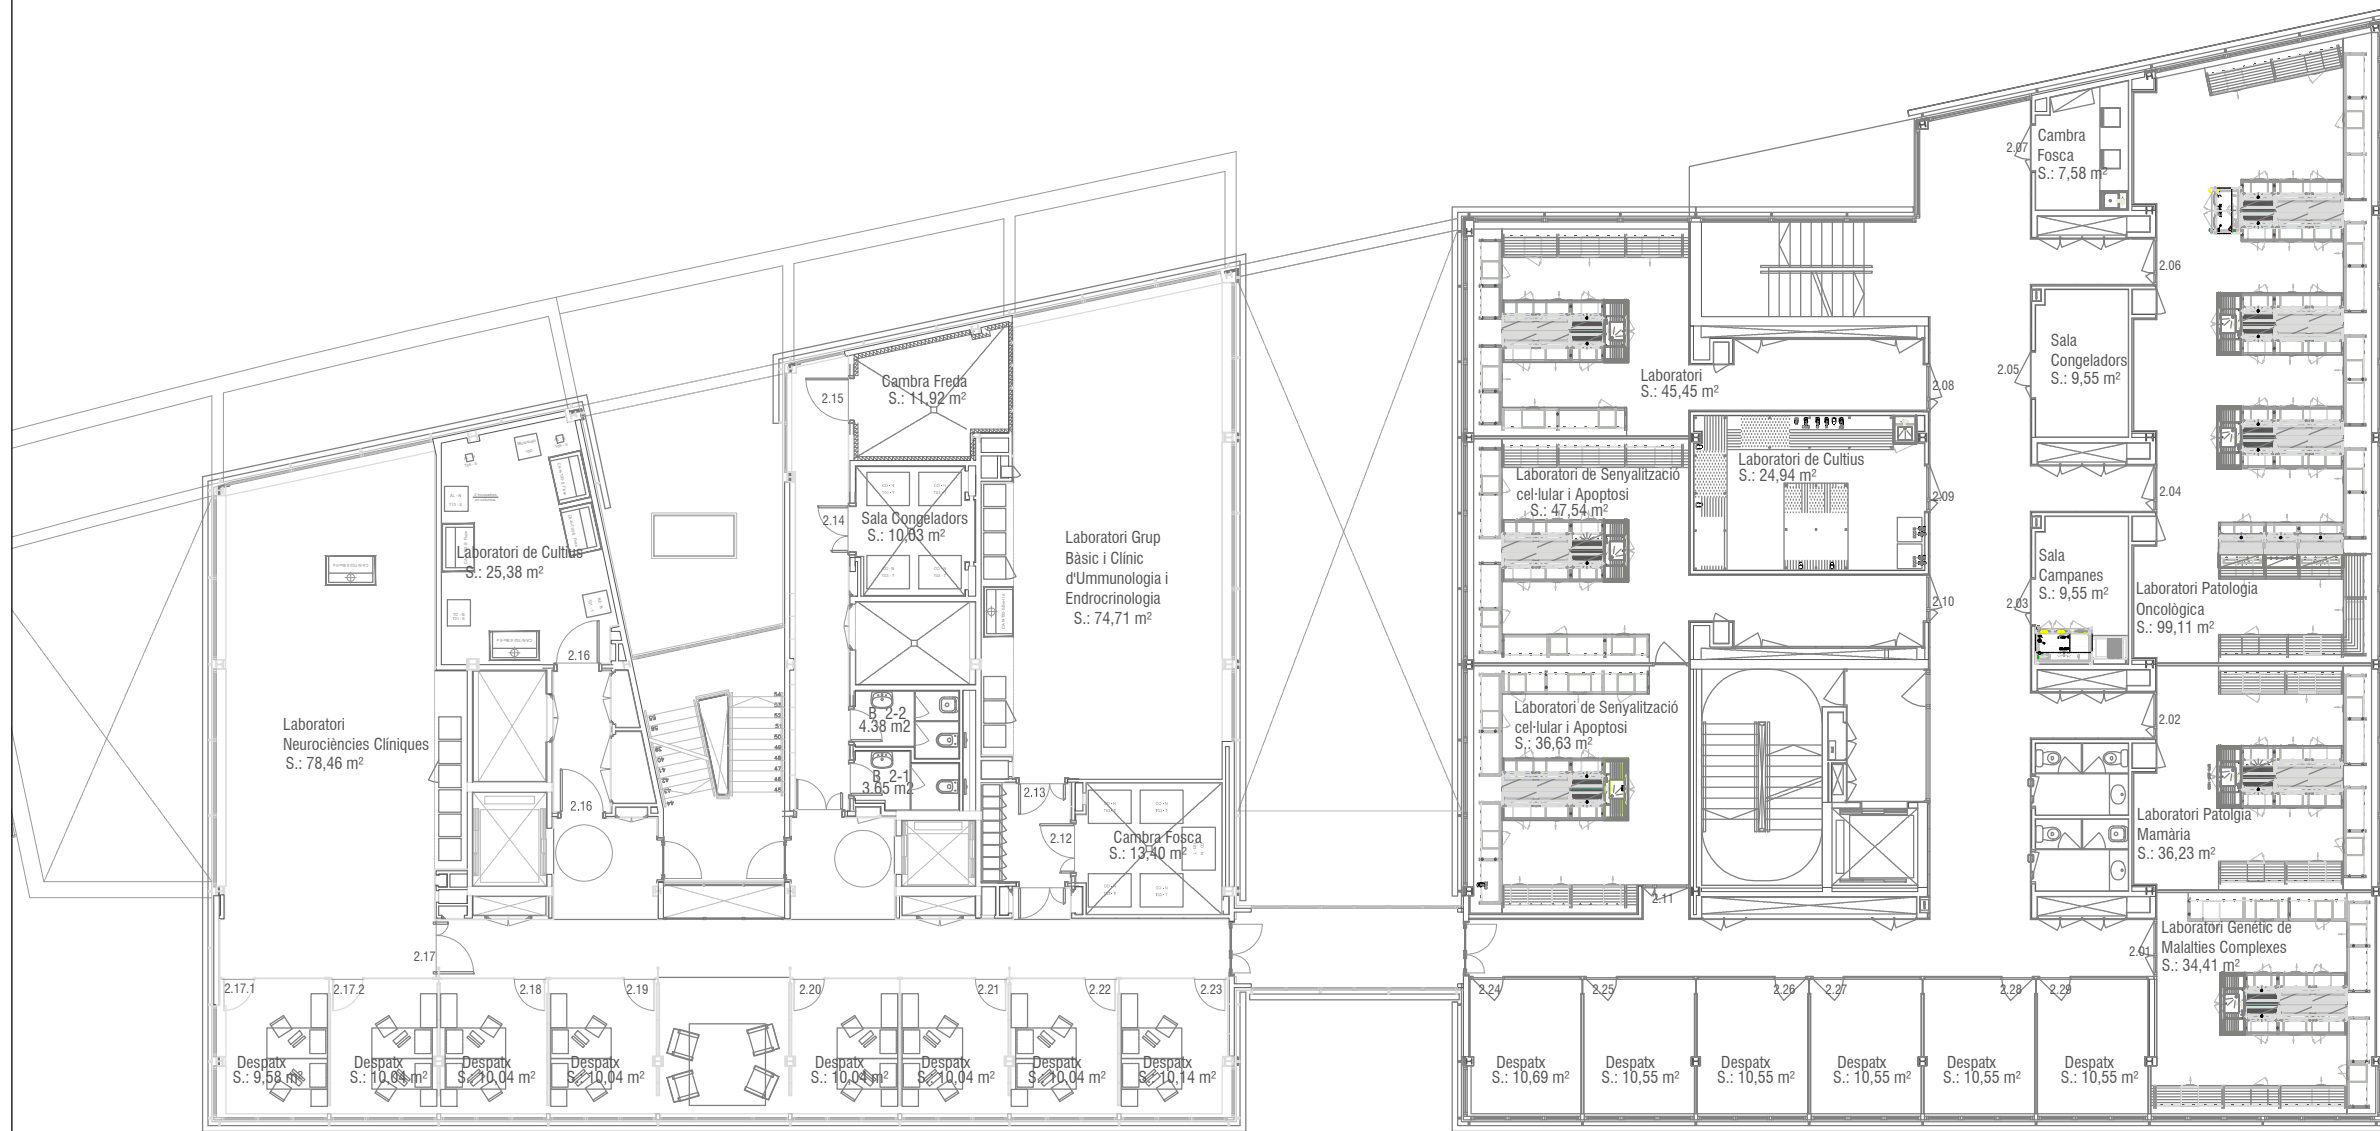 Cambra
Fosca
S.: 7,58 m²
2.07
2.06
Sala
Congeladors
S.: 9,55 m²
2.05
2.04
Sala
Campanes
S.: 9,55 m²
2.03
Laboratori Patologia
Oncològica
S.: 99,11 m²
2.02
Laboratori Patolgia
Mamària
S.: 36,23 m²
Laboratori Genétic de
Malalties Complexes
S.: 34,41 m²
2.01
Laboratori
S.: 45,45 m²
2.08
Laboratori de Cultius
S.: 24,94 m²
2.09
Laboratori de Senyalització
cel·lular i Apoptosi
S.: 47,54 m²
2.10
Laboratori de Senyalització
cel·lular i Apoptosi
S.: 36,63 m²
2.11
Cambra Freda
S.: 11,92 m²
2.15
Sala Congeladors
S.: 10,03 m²
2.14
Laboratori Grup
Bàsic i Clínic
d'Ummunologia i
Endrocrinologia
S.: 74,71 m²
B_2-2
4.38 m2
B_2-1
3.65 m2
2.13
2.12
Cambra Fosca
S.: 13,40 m²
Laboratori de Cultius
S.: 25,38 m²
2.16
2.16
Laboratori
Neurociències Clíniques
S.: 78,46 m²
2.17
2.17.1
2.17.2
2.18
2.19
2.20
2.21
2.22
2.23
2.24
2.25
2.26
2.27
2.28
2.29
Despatx
S.: 9,58 m²
Despatx
S.: 10,04 m²
Despatx
S.: 10,04 m²
Despatx
S.: 10,04 m²
Despatx
S.: 10,04 m²
Despatx
S.: 10,04 m²
Despatx
S.: 10,04 m²
Despatx
S.: 10,14 m²
Despatx
S.: 10,69 m²
Despatx
S.: 10,55 m²
Despatx
S.: 10,55 m²
Despatx
S.: 10,55 m²
Despatx
S.: 10,55 m²
Despatx
S.: 10,55 m²